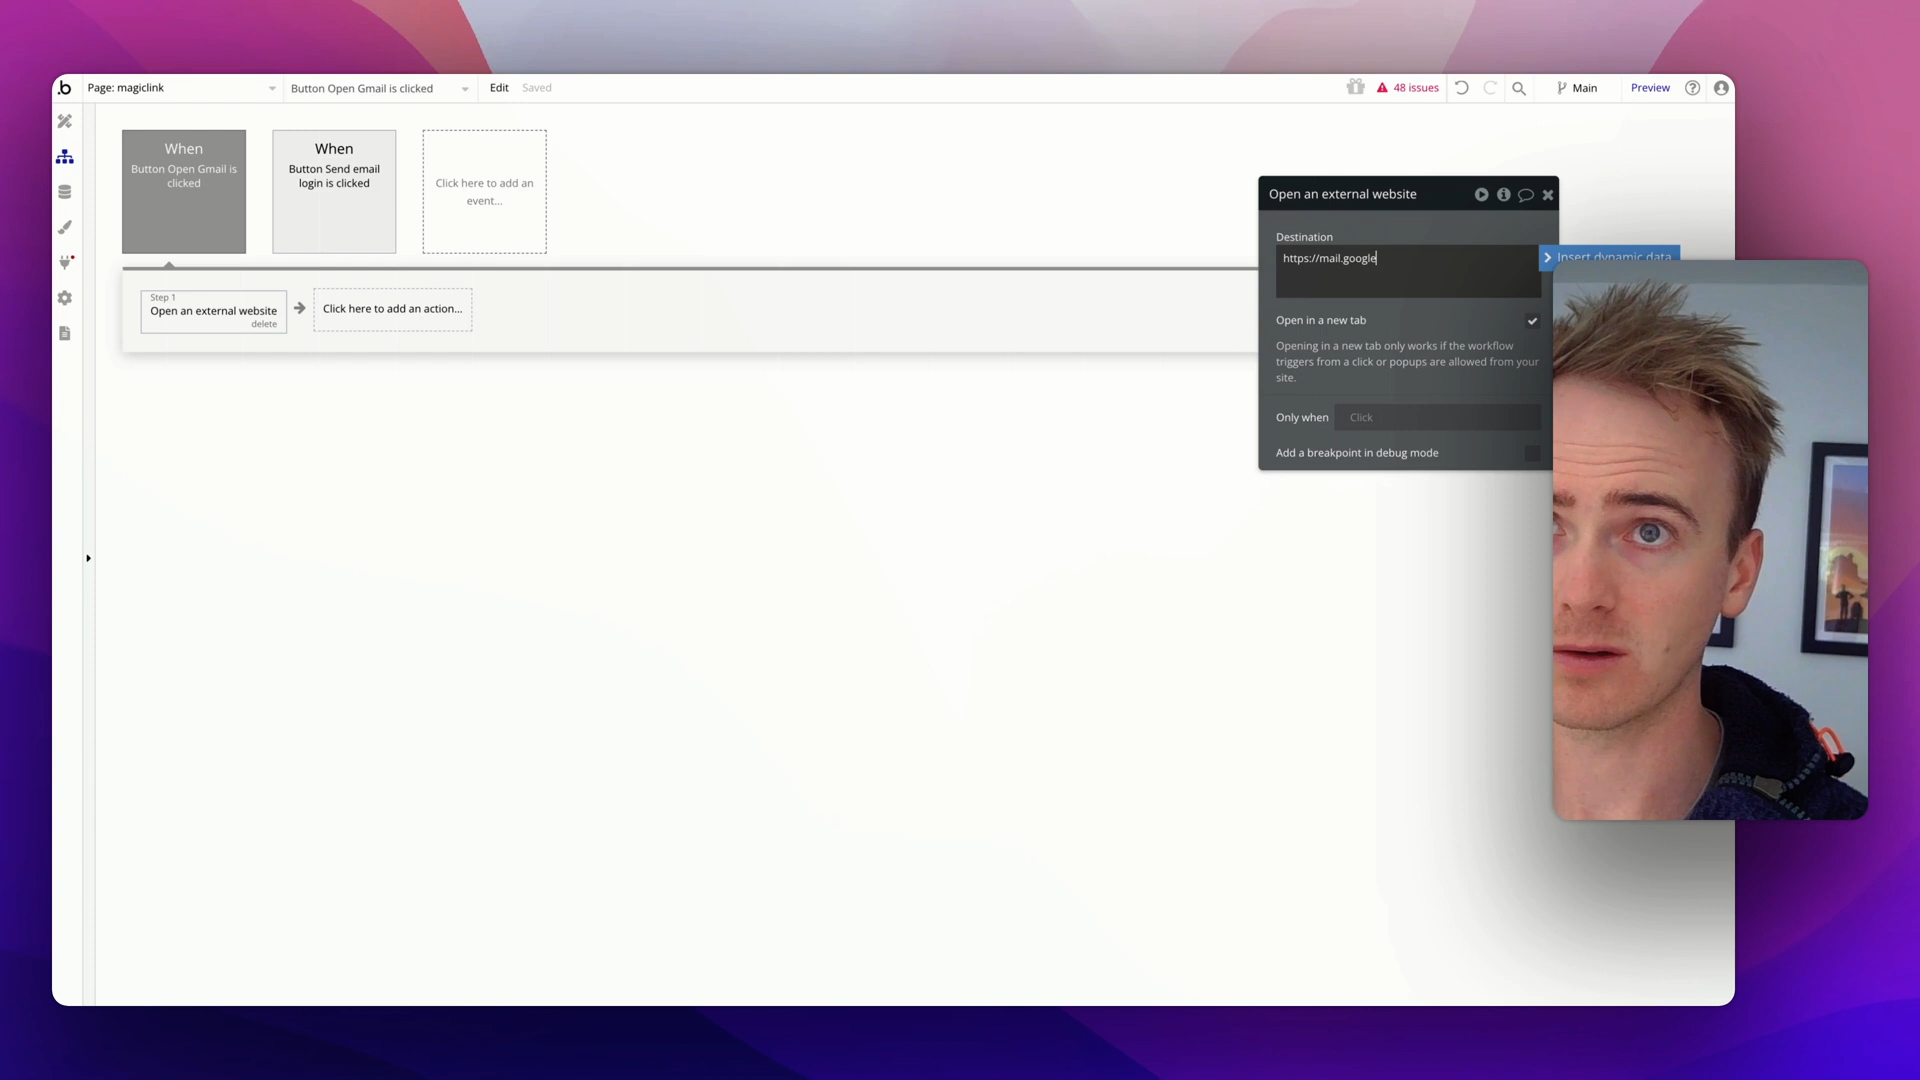 .b
Page: magiclink
Button Open Gmail is clicked
Edit
Saved
48 issues
Main
Preview
When
Button Open Gmail is
clicked
When
Button Send email
login is clicked
Click here to add an
event...
Step 1
Open an external website
delete
Click here to add an action...
Open an external website
Destination
https://mail.google
Insert dynamic data
Open in a new tab
Opening in a new tab only works if the workflow
triggers from a click or popups are allowed from your
site.
Only when
Click
Add a breakpoint in debug mode